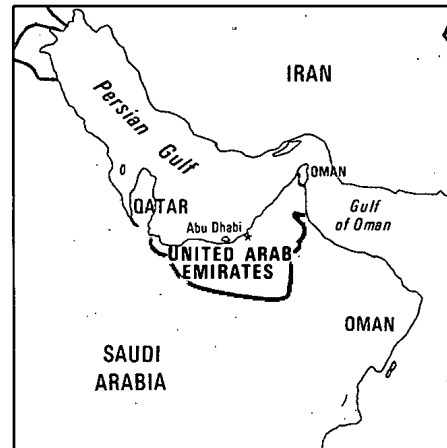 IRAN
Persian Gulf
OMAN
QATAR
Gulf
of Oman
Abu Dhabi
UNITED ARAB
EMIRATES
OMAN
SAUDI
ARABIA